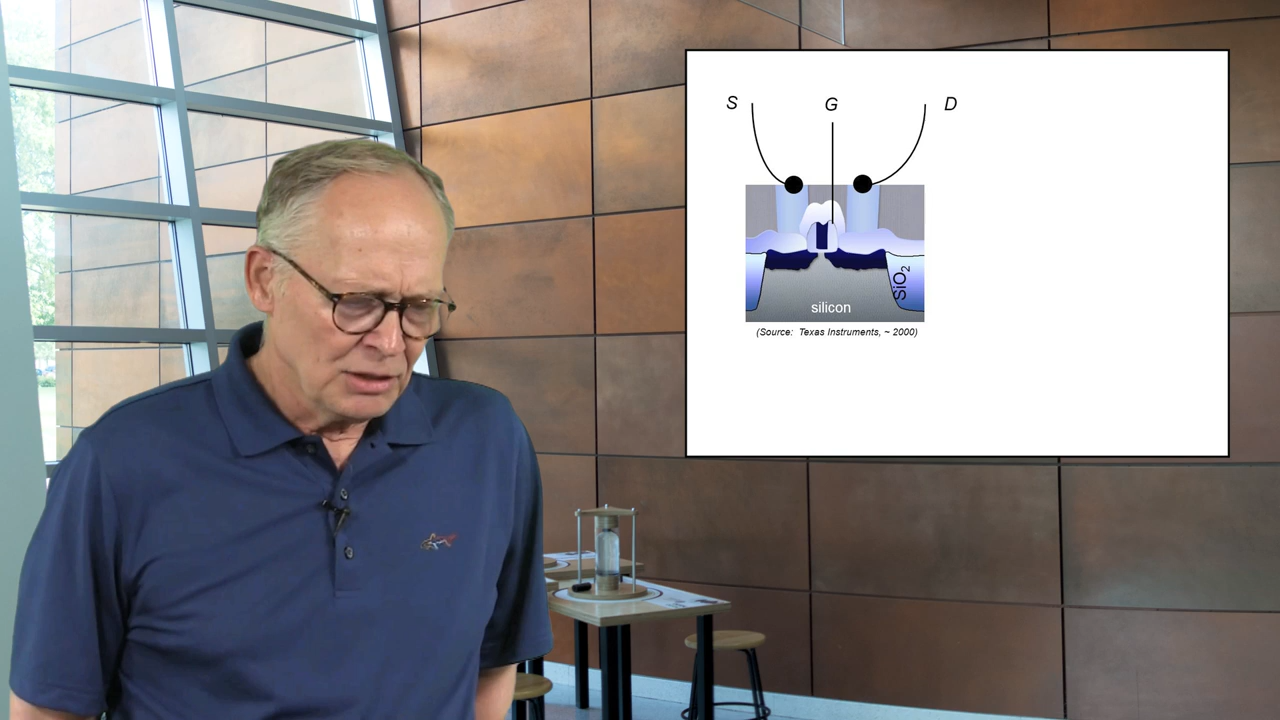 S G D
SiO₂
silicon
(Source: Texas Instruments, ~ 2000)